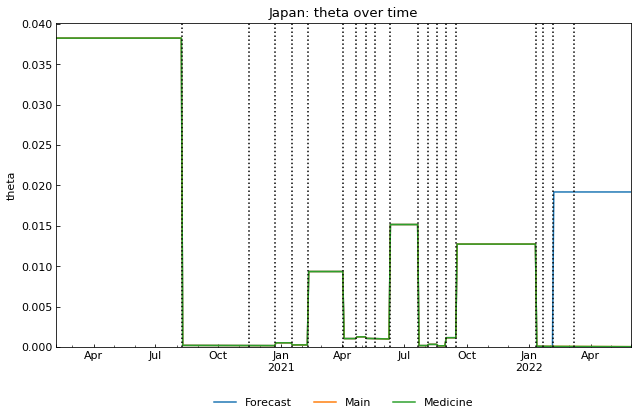 Japan: theta over time
0.040
0.035
0.030
0.025
0.020
0.015
0.010
0.005
0.000
theta
Apr Jul Oct Jan Apr Jul Oct Jan Apr
2021 2022
Forecast Main Medicine